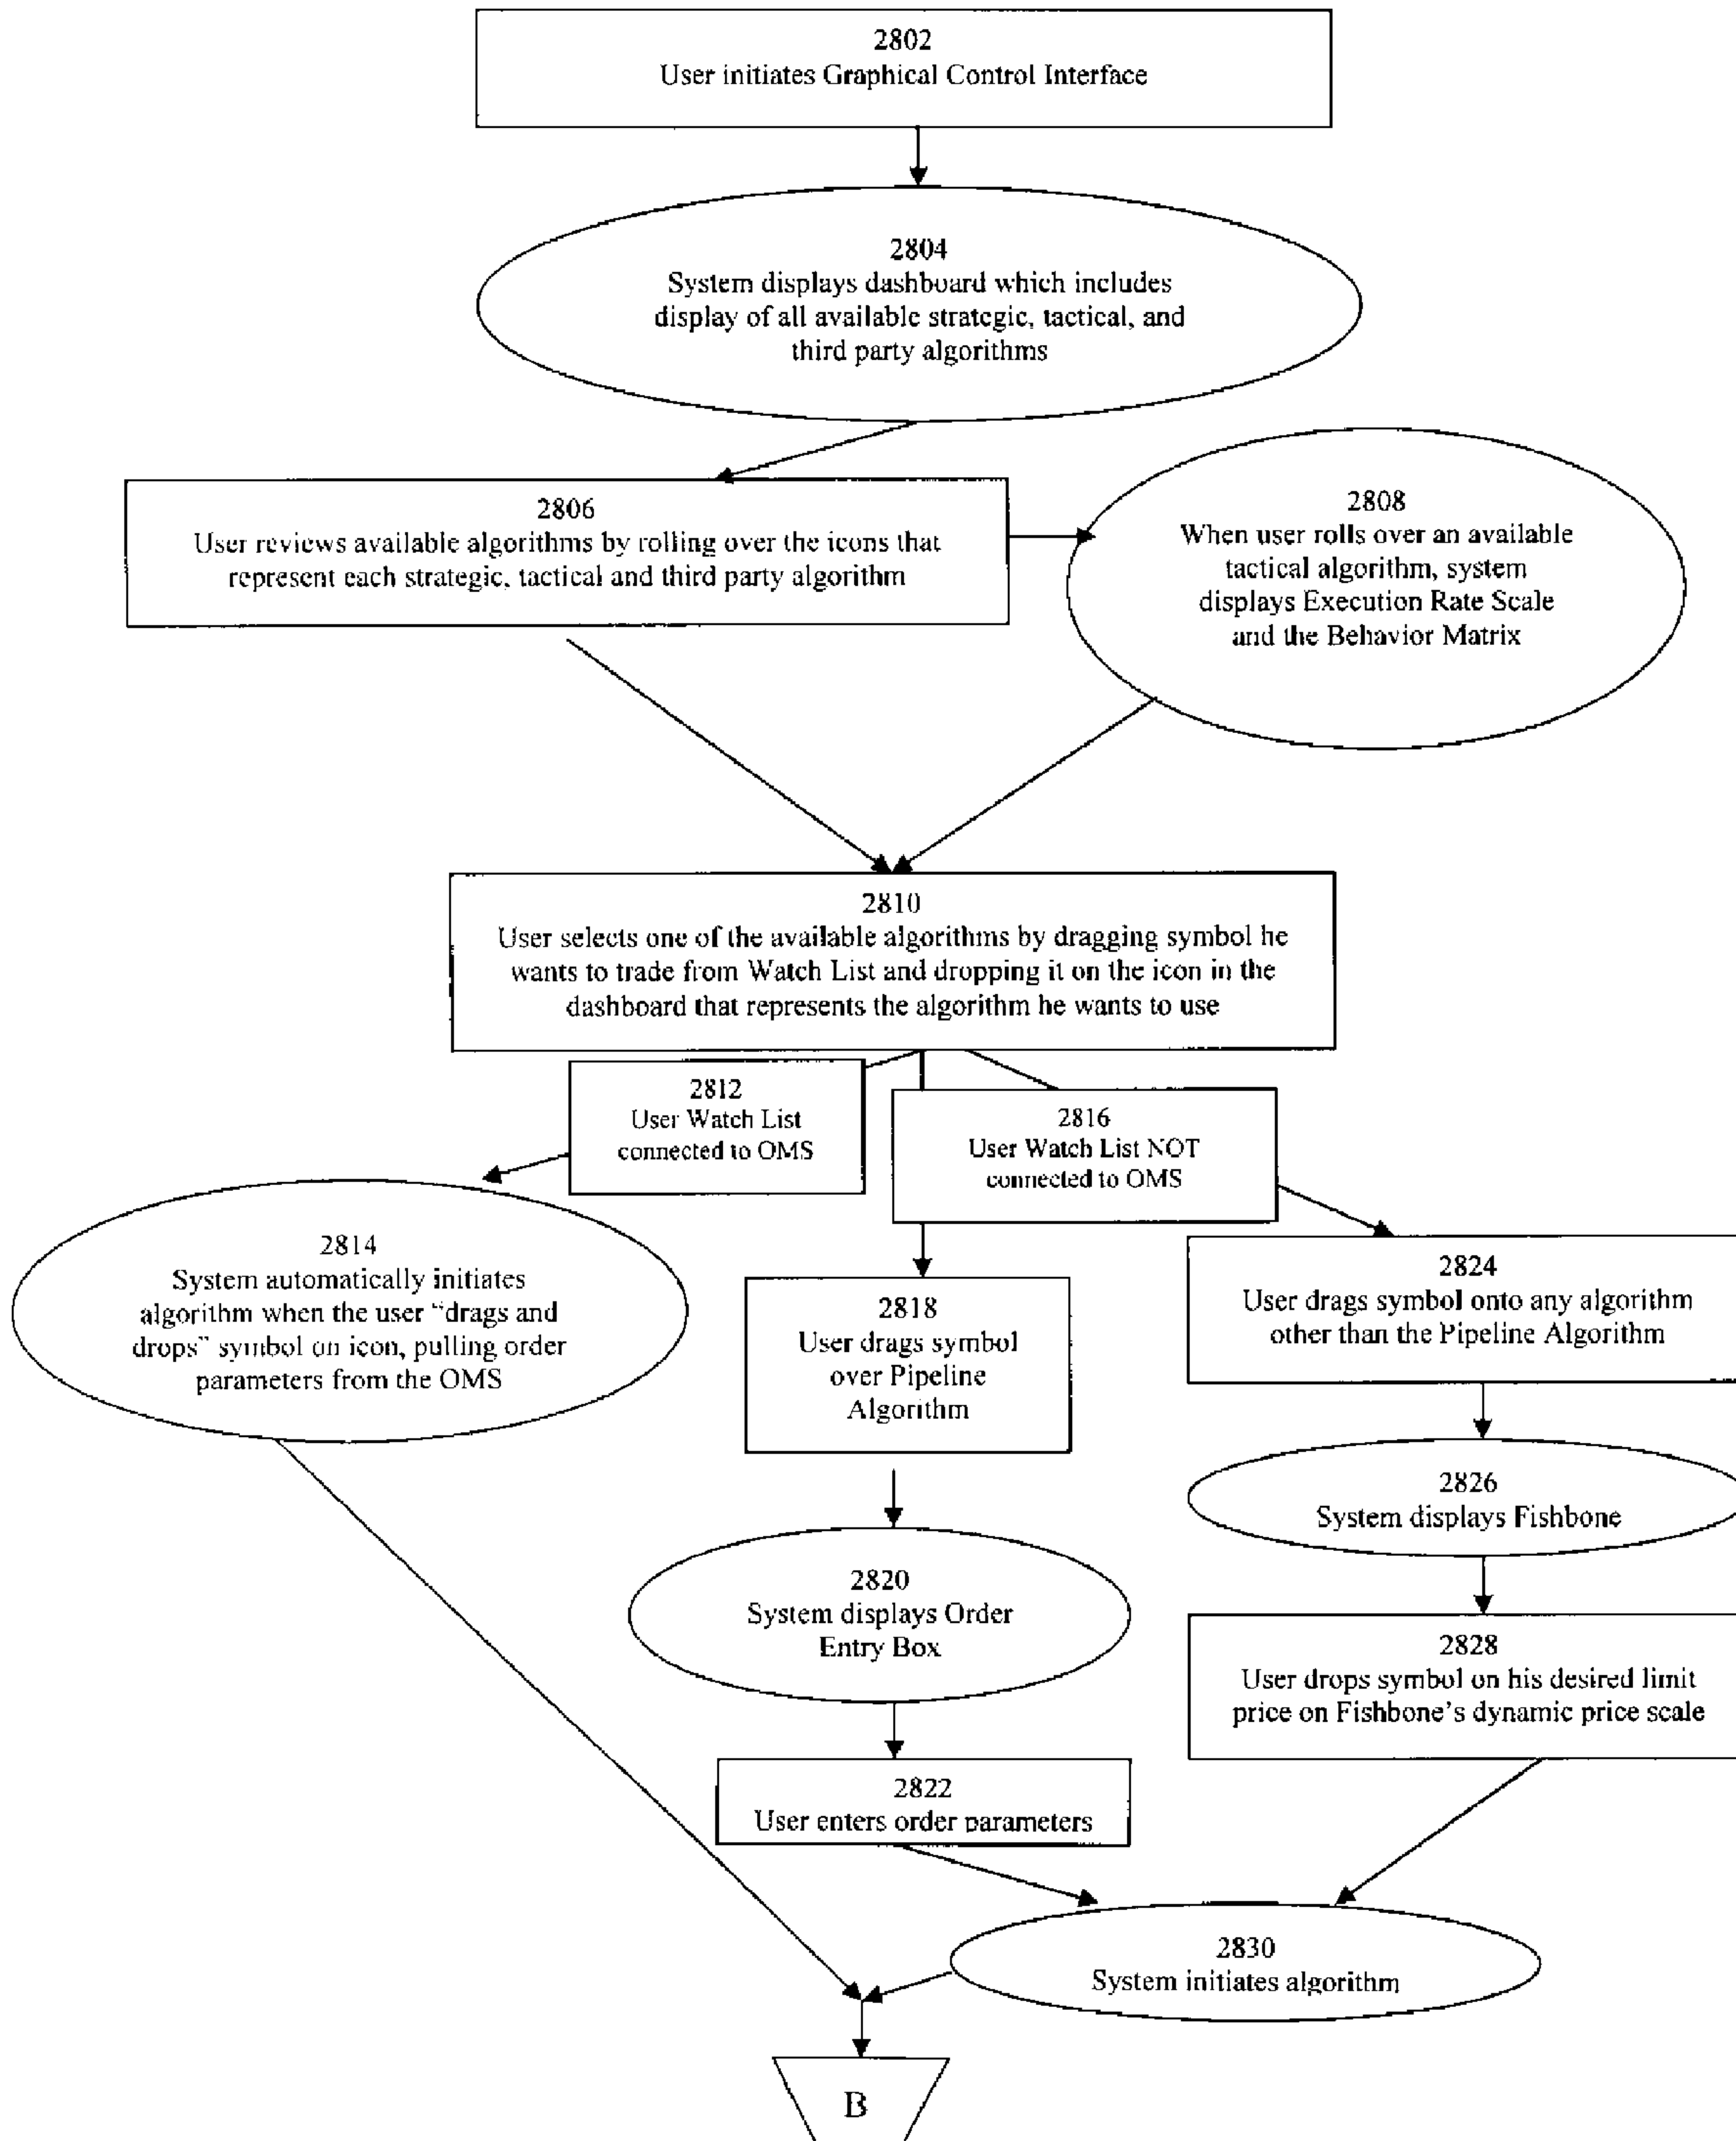 2802
User initiates Graphical Control Interface
2804
System displays dashboard which includes
display of all available strategic, tactical, and
third party algorithms
2806
User reviews available algorithms by rolling over the icons that
represent each strategic, tactical and third party algorithm
2808
When user rolls over an available
tactical algorithm, system
displays Execution Rate Scale
and the Behavior Matrix
2810
User selects one of the available algorithms by dragging symbol he
wants to trade from Watch List and dropping it on the icon in the
dashboard that represents the algorithm he wants to use
2812
User Watch List
connected to OMS
2816
User Watch List NOT
connected to OMS
2814
System automatically initiates
algorithm when the user “drags and
drops” symbol on icon, pulling order
parameters from the OMS
2818
User drags symbol
over Pipeline
Algorithm
2824
User drags symbol onto any algorithm
other than the Pipeline Algorithm
2826
System displays Fishbone
2820
System displays Order
Entry Box
2828
User drops symbol on his desired limit
price on Fishbone’s dynamic price scale
2822
User enters order parameters
2830
System initiates algorithm
B